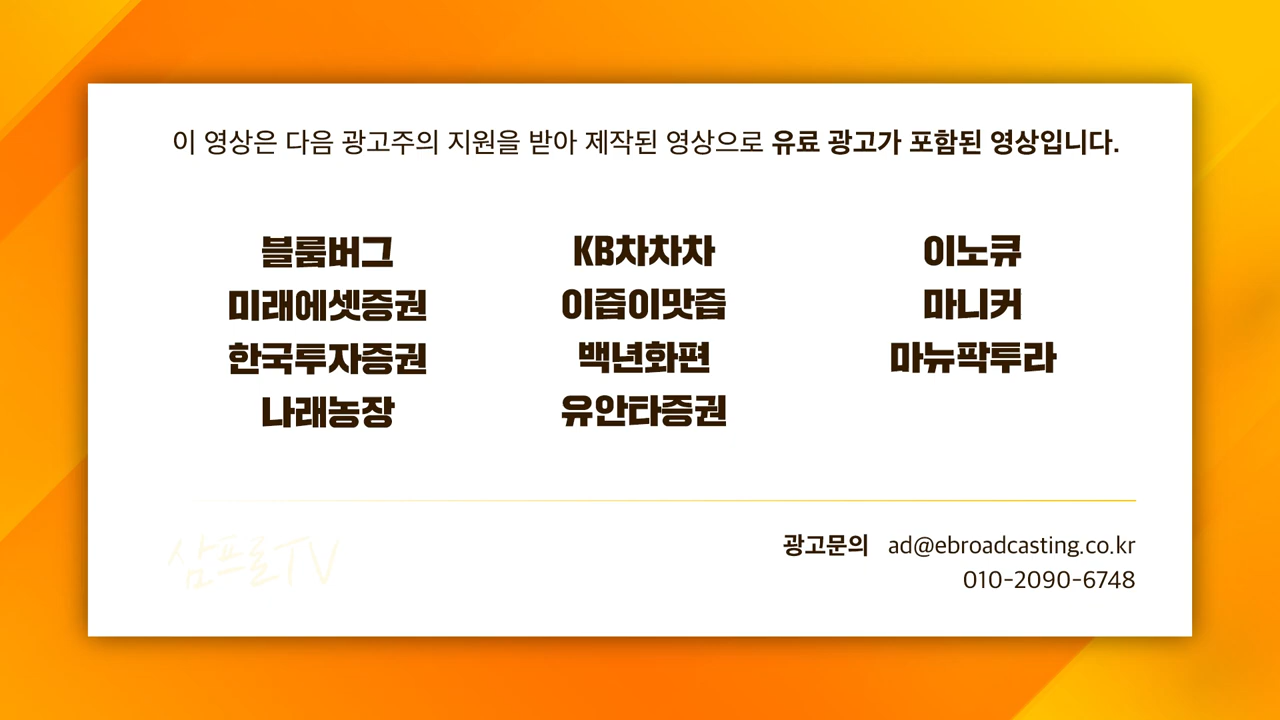 이 영상은 다음 광고주의 지원을 받아 제작된 영상으로 유료 광고가 포함된 영상입니다.
블룸버그
미래에셋증권
한국투자증권
나래농장
KB차차차
이즙이맛즙
백년화편
유안타증권
이노큐
마니커
마뉴팍투라
삼프로TV
광고문의 ad@ebroadcasting.co.kr
010-2090-6748